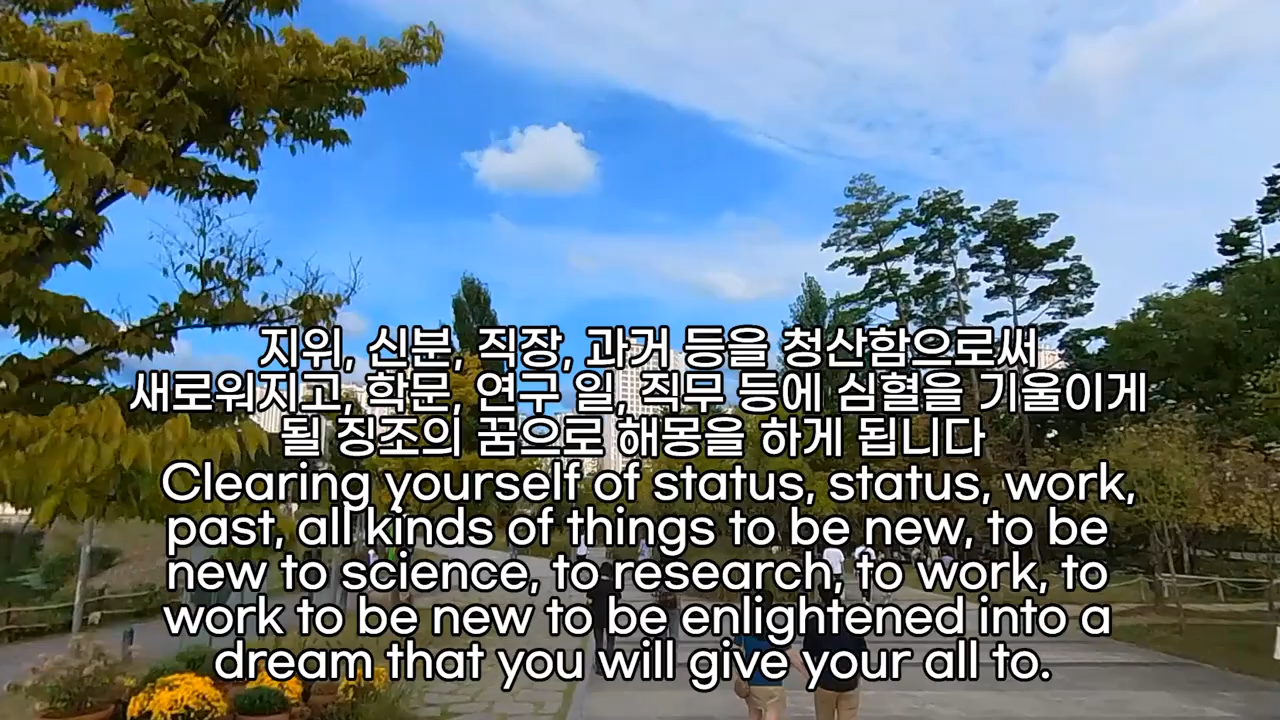 지위, 신분, 직장, 과거 등을 청산함으로써
새로워지고, 학문, 연구 일, 직무 등에 심혈을 기울이게
될 징조의 꿈으로 해몽을 하게 됩니다
Clearing yourself of status, status, work,
past, all kinds of things to be new, to be
new to science, to research, to work, to
work to be new to be enlightened into a
dream that you will give your all to.